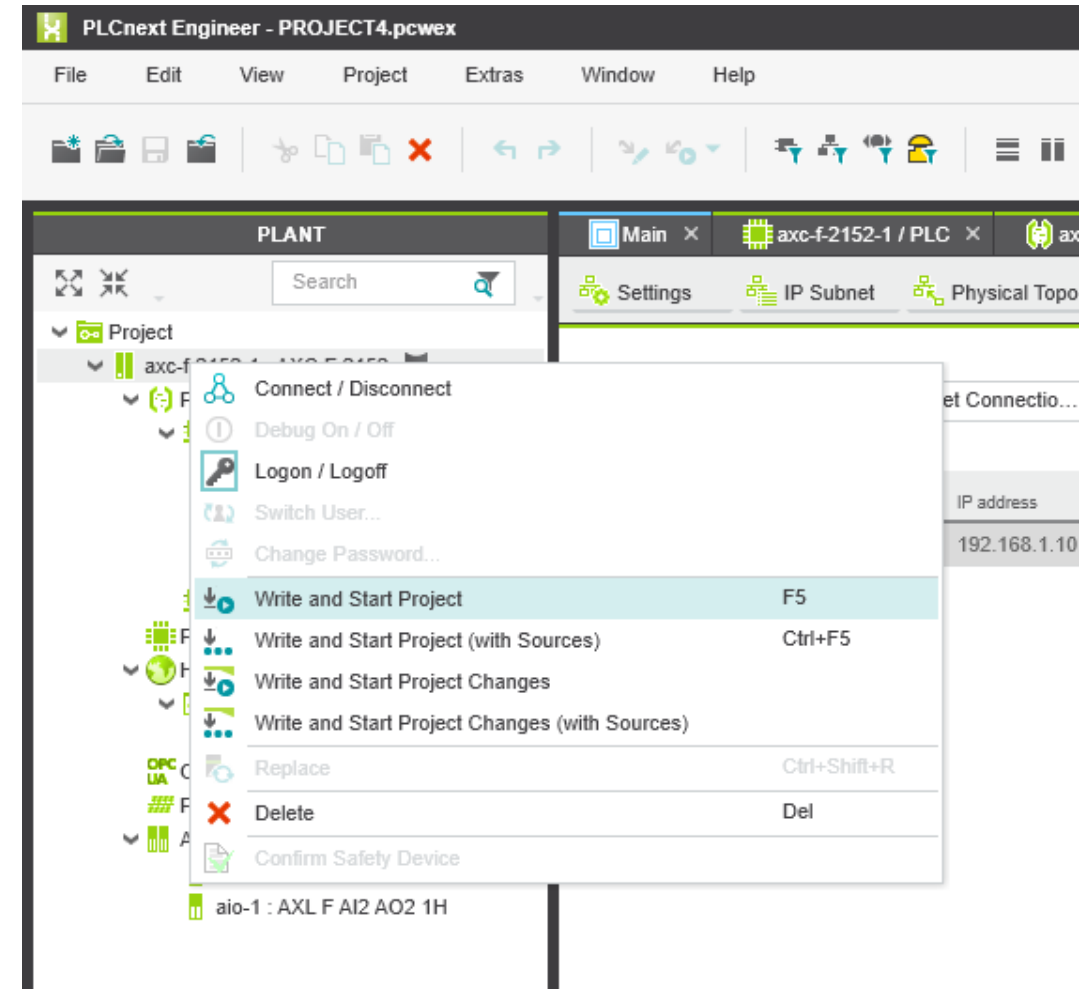 PLCnext Engineer - PROJECT4.pcwex
File Edit View Project Extras Window Help
PLANT
Main × axc-f-2152-1 / PLC × ax
Search
Settings IP Subnet Physical Topo
Project
axc-f
Connect / Disconnect
et Connectio...
Debug On / Off
Logon / Logoff
IP address
Switch User...
192.168.1.10
Change Password...
Write and Start Project F5
Write and Start Project (with Sources) Ctrl+F5
Write and Start Project Changes
Write and Start Project Changes (with Sources)
OPC UA
Replace Ctrl+Shift+R
Delete Del
Confirm Safety Device
aio-1 : AXL F AI2 AO2 1H